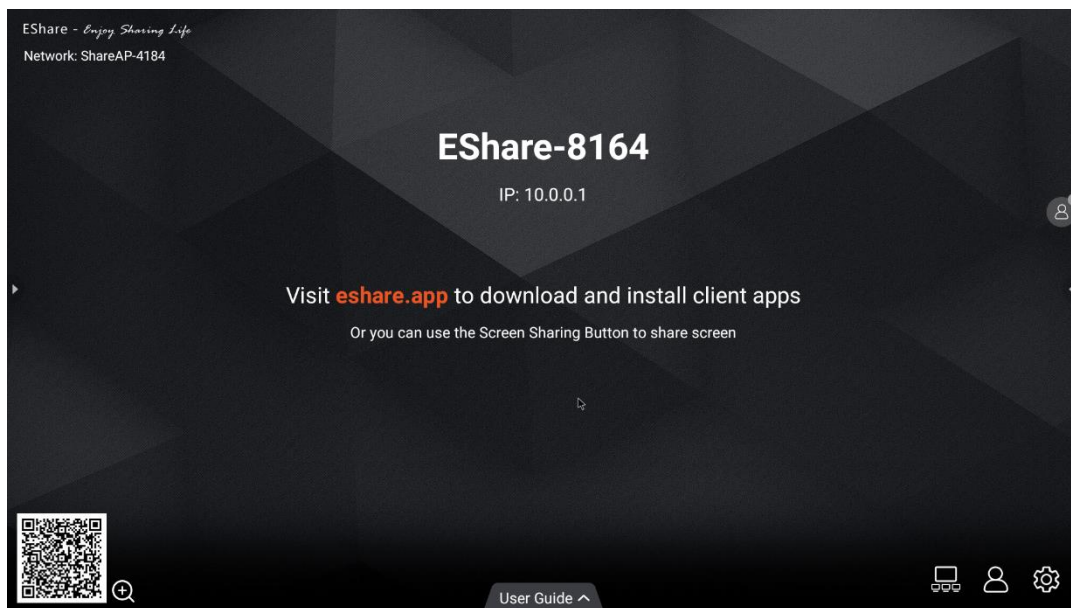 EShare - Enjoy Sharing Life
Network: ShareAP-4184
EShare-8164
IP: 10.0.0.1
Visit eshare.app to download and install client apps
Or you can use the Screen Sharing Button to share screen
User Guide